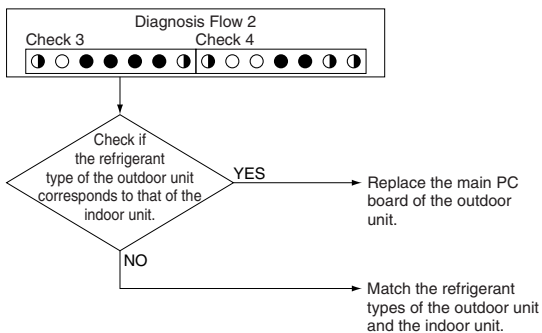 Diagnosis Flow 2
Check 3
Check 4
Check if
the refrigerant
type of the outdoor unit
corresponds to that of the
indoor unit.
YES
Replace the main PC
board of the outdoor
unit.
NO
Match the refrigerant
types of the outdoor unit
and the indoor unit.